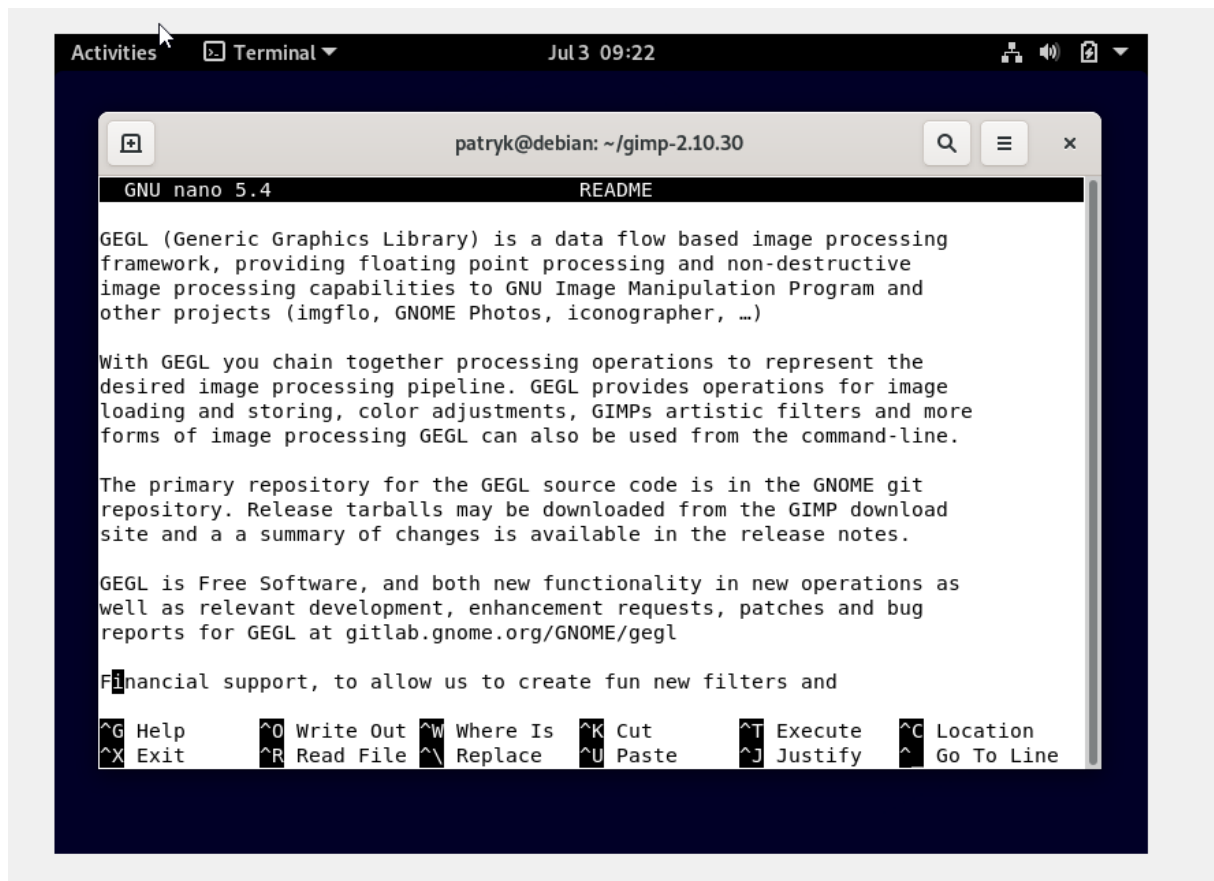 Activities Terminal Jul 3 09:22
patryk@debian: ~/gimp-2.10.30
GNU nano 5.4 README
GEGL (Generic Graphics Library) is a data flow based image processing
framework, providing floating point processing and non-destructive
image processing capabilities to GNU Image Manipulation Program and
other projects (imgflo, GNOME Photos, iconographer, …)
With GEGL you chain together processing operations to represent the
desired image processing pipeline. GEGL provides operations for image
loading and storing, color adjustments, GIMPs artistic filters and more
forms of image processing GEGL can also be used from the command-line.
The primary repository for the GEGL source code is in the GNOME git
repository. Release tarballs may be downloaded from the GIMP download
site and a a summary of changes is available in the release notes.
GEGL is Free Software, and both new functionality in new operations as
well as relevant development, enhancement requests, patches and bug
reports for GEGL at gitlab.gnome.org/GNOME/gegl
Financial support, to allow us to create fun new filters and
^G Help ^O Write Out ^W Where Is ^K Cut ^T Execute ^C Location
^X Exit ^R Read File ^\ Replace ^U Paste ^J Justify ^_ Go To Line